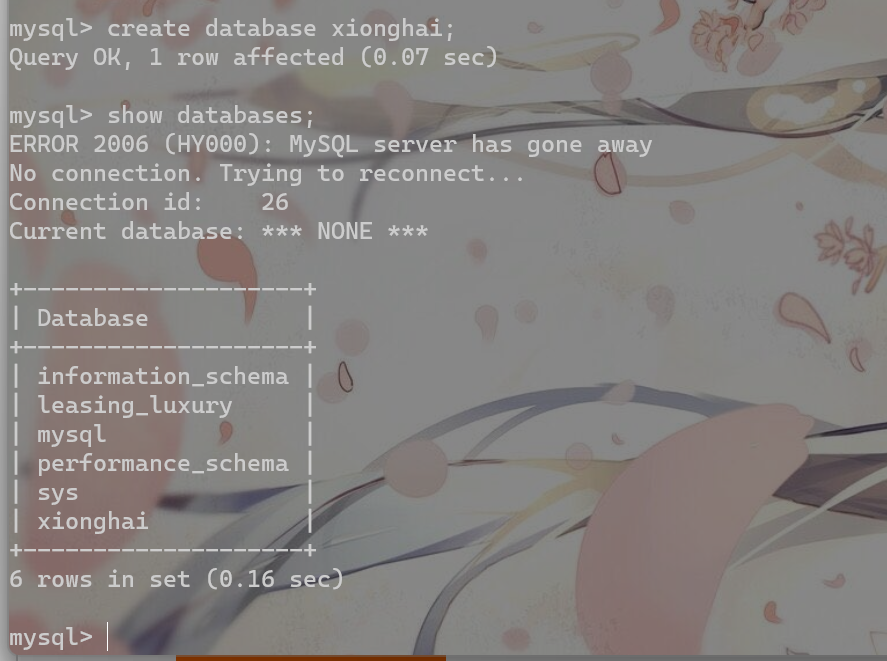 mysql> create database xionghai;
Query OK, 1 row affected (0.07 sec)
mysql> show databases;
ERROR 2006 (HY000): MySQL server has gone away
No connection. Trying to reconnect...
Connection id:    26
Current database: *** NONE ***
+--------------------+
| Database           |
+--------------------+
| information_schema |
| leasing_luxury     |
| mysql              |
| performance_schema |
| sys                |
| xionghai           |
+--------------------+
6 rows in set (0.16 sec)
mysql>